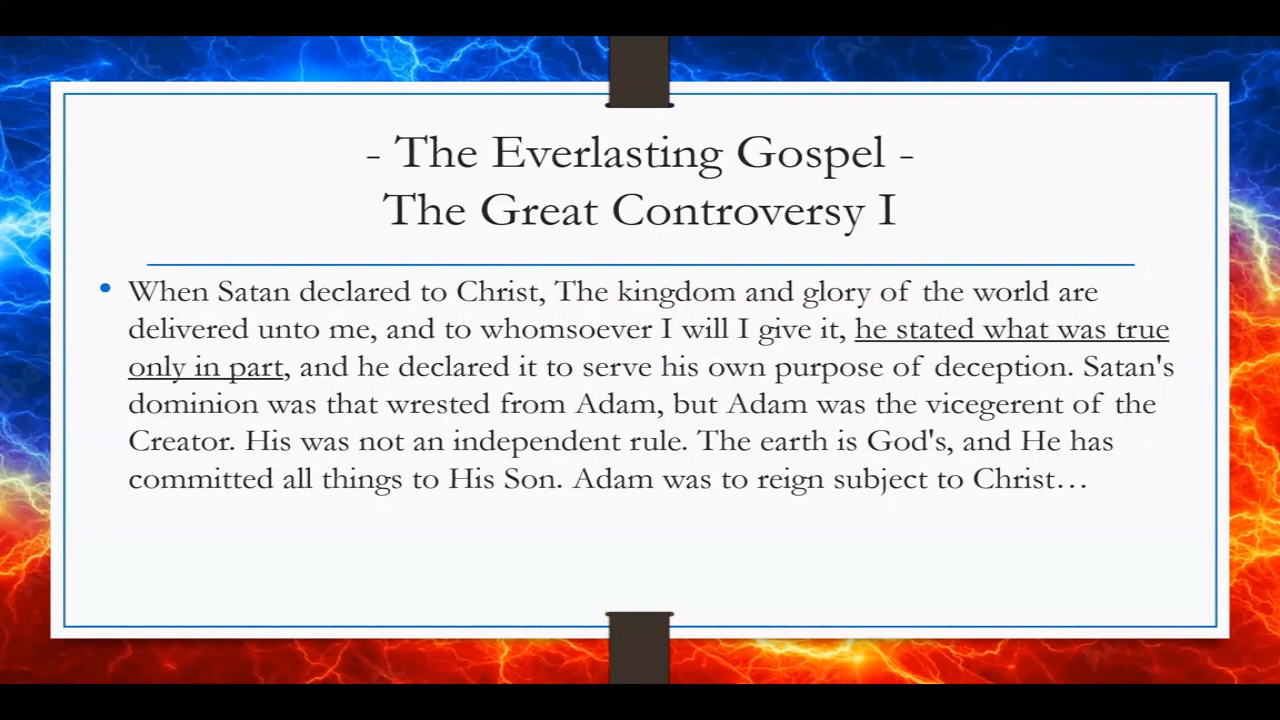 - The Everlasting Gospel -
The Great Controversy I
• When Satan declared to Christ, The kingdom and glory of the world are
delivered unto me, and to whomsoever I will I give it, he stated what was true
only in part, and he declared it to serve his own purpose of deception. Satan's
dominion was that wrested from Adam, but Adam was the vicegerent of the
Creator. His was not an independent rule. The earth is God's, and He has
committed all things to His Son. Adam was to reign subject to Christ…